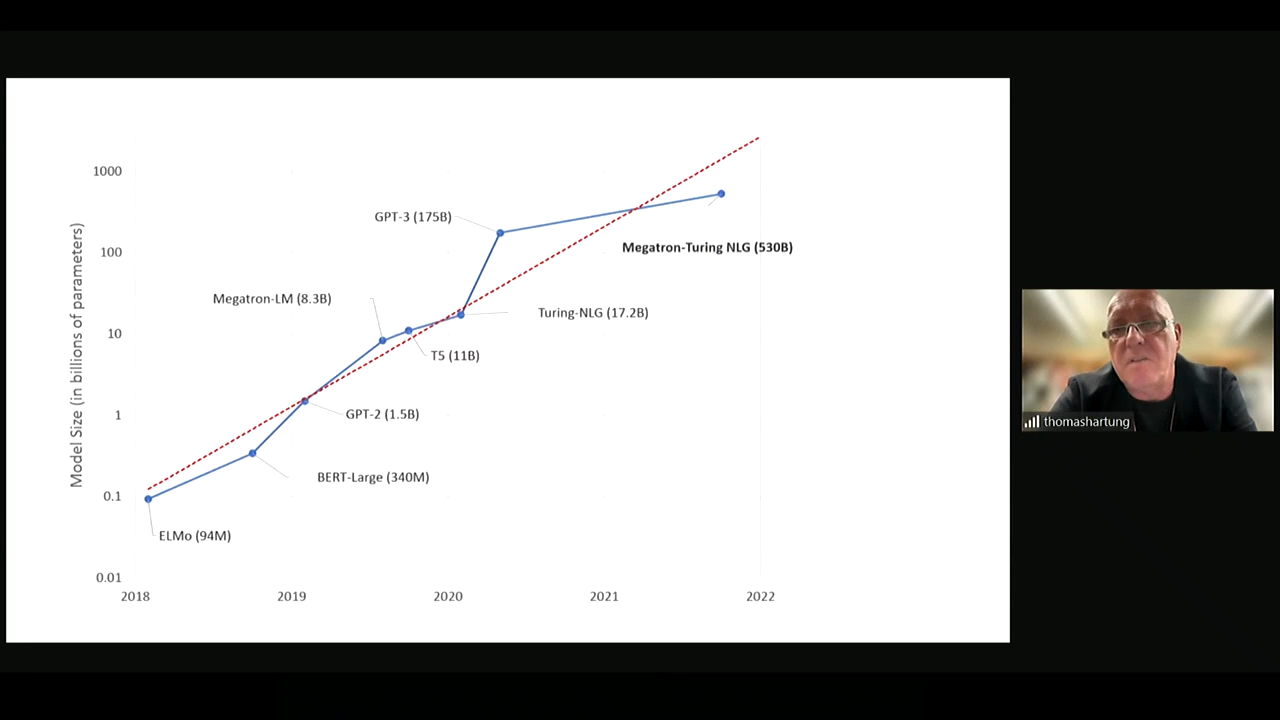 1000
100
10
1
0.1
0.01
Model Size (in billions of parameters)
2018
2019
2020
2021
2022
ELMo (94M)
BERT-Large (340M)
GPT-2 (1.5B)
Megatron-LM (8.3B)
T5 (11B)
Turing-NLG (17.2B)
GPT-3 (175B)
Megatron-Turing NLG (530B)
thomashartung